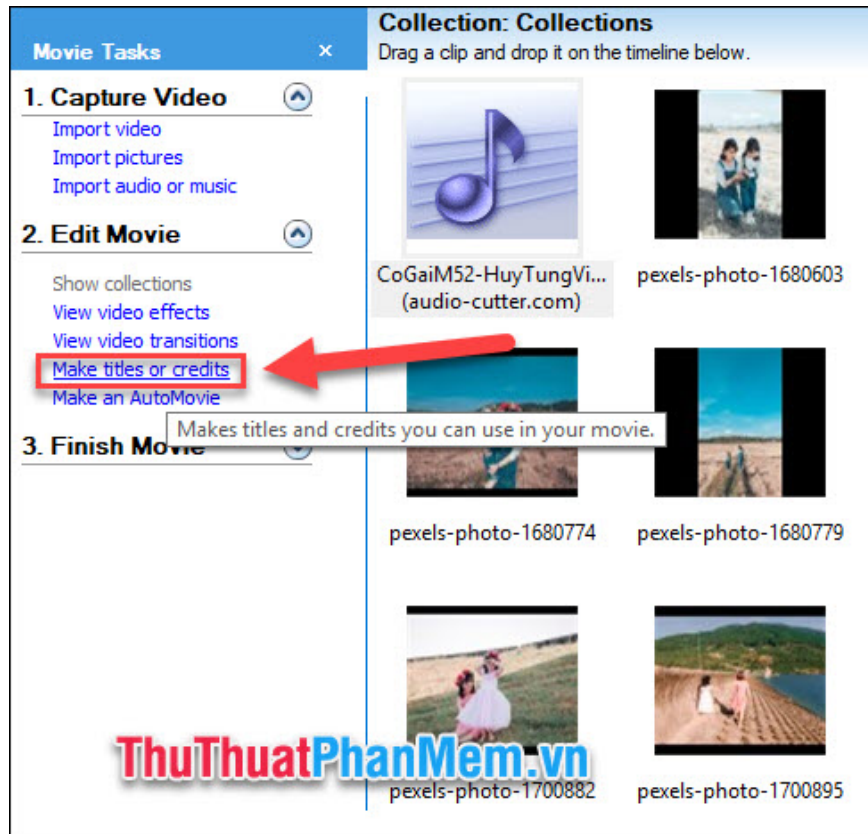 Movie Tasks ×
1. Capture Video
Import video
Import pictures
Import audio or music
2. Edit Movie
Show collections
View video effects
View video transitions
Make titles or credits
Make an AutoMovie
Makes titles and credits you can use in your movie.
3. Finish Movie
Collection: Collections
Drag a clip and drop it on the timeline below.
CoGaiM52-HuyTungVi...
(audio-cutter.com)
pexels-photo-1680603
pexels-photo-1680774
pexels-photo-1680779
ThuThuatPhanMem.vn
pexels-photo-1700882
pexels-photo-1700895